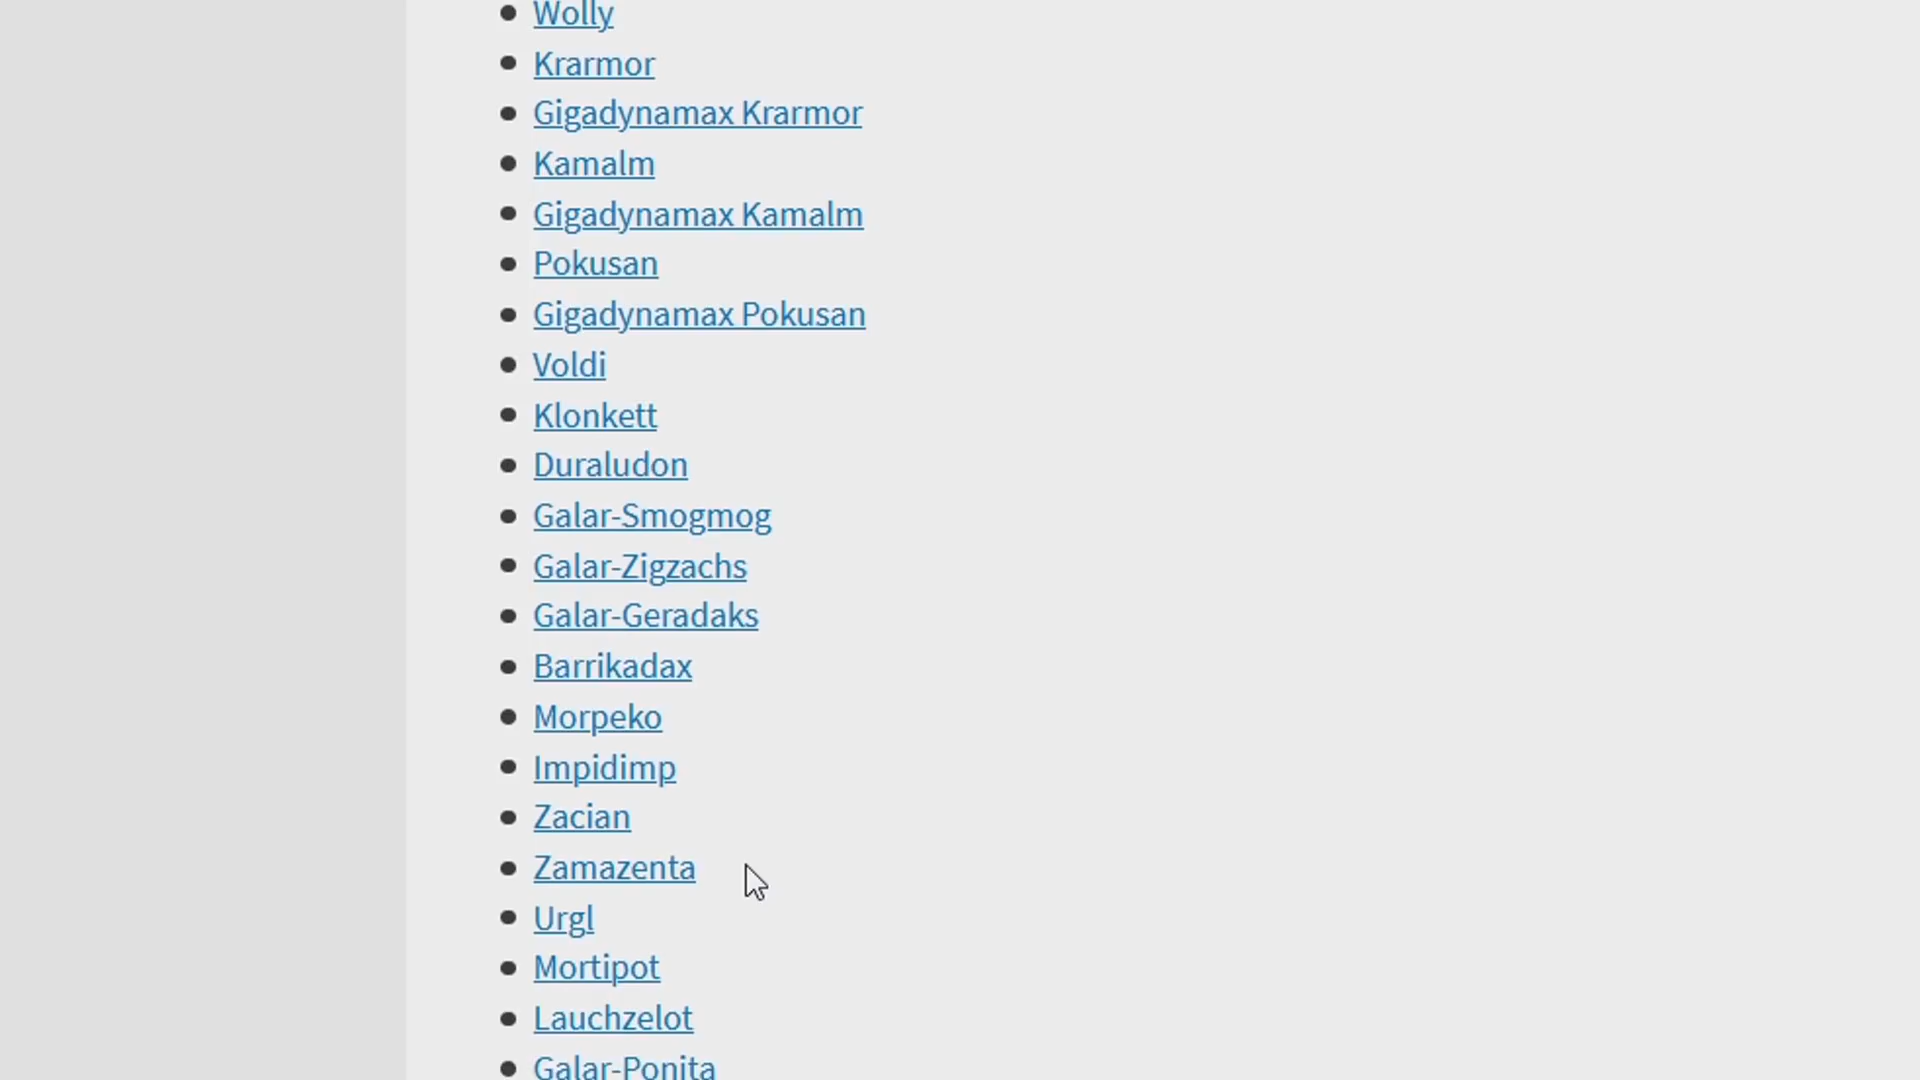 Wolly
Krarmor
Gigadynamax Krarmor
Kamalm
Gigadynamax Kamalm
Pokusan
Gigadynamax Pokusan
Voldi
Klonkett
Duraludon
Galar-Smogmog
Galar-Zigzachs
Galar-Geradaks
Barrikadax
Morpeko
Impidimp
Zacian
Zamazenta
Urgl
Mortipot
Lauchzelot
Galar-Ponita